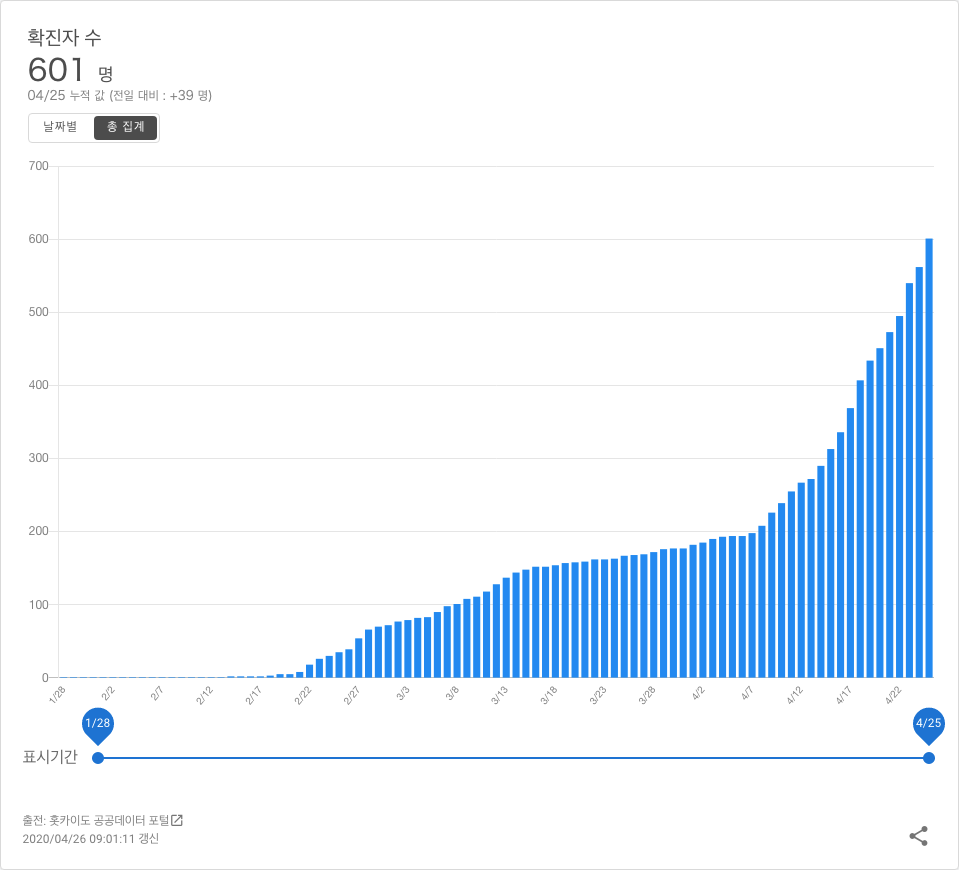 확진자 수
601 명
04/25 누적 값 (전일 대비 : +39 명)
날짜별 총 집계
700
600
500
400
300
200
100
0
1/28 2/2 2/7 2/12 2/17 2/22 2/27 3/3 3/8 3/13 3/18 3/23 3/28 4/2 4/7 4/12 4/17 4/22
1/28 4/25
표시기간
출전: 홋카이도 공공데이터 포털
2020/04/26 09:01:11 갱신